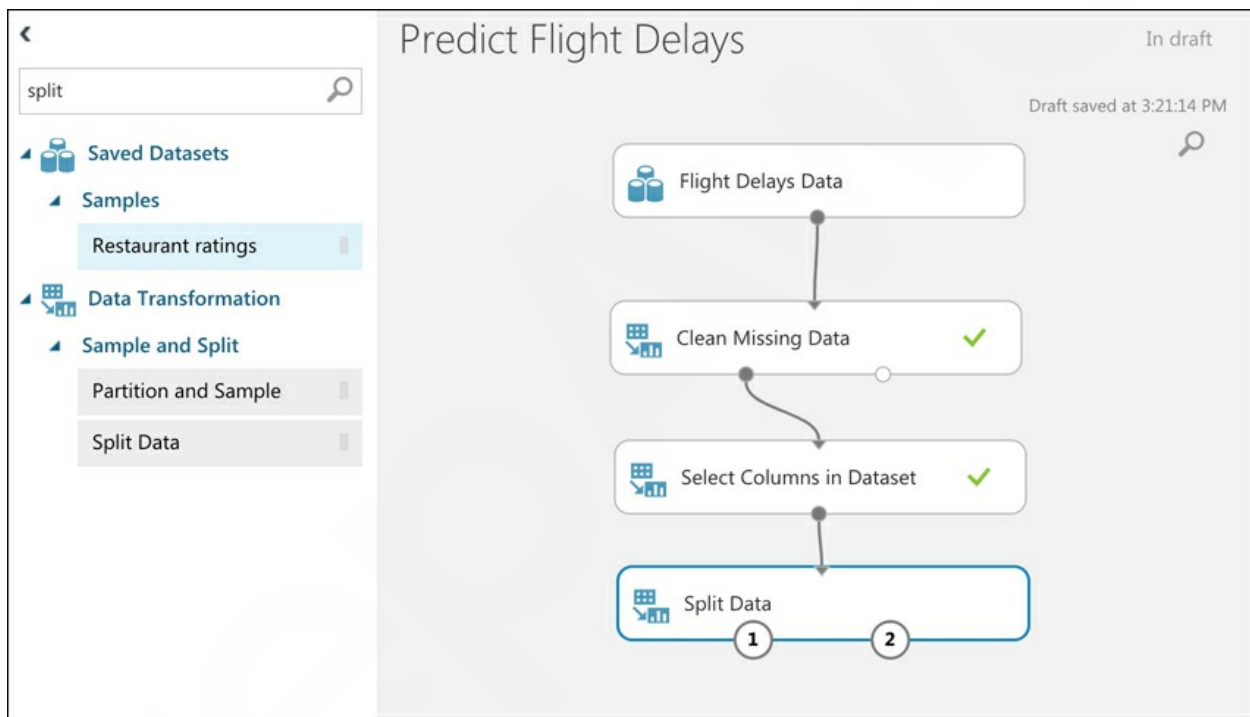 split
Saved Datasets
Samples
Restaurant ratings
Data Transformation
Sample and Split
Partition and Sample
Split Data
Predict Flight Delays
In draft
Draft saved at 3:21:14 PM
Flight Delays Data
Clean Missing Data
Select Columns in Dataset
Split Data
1 2